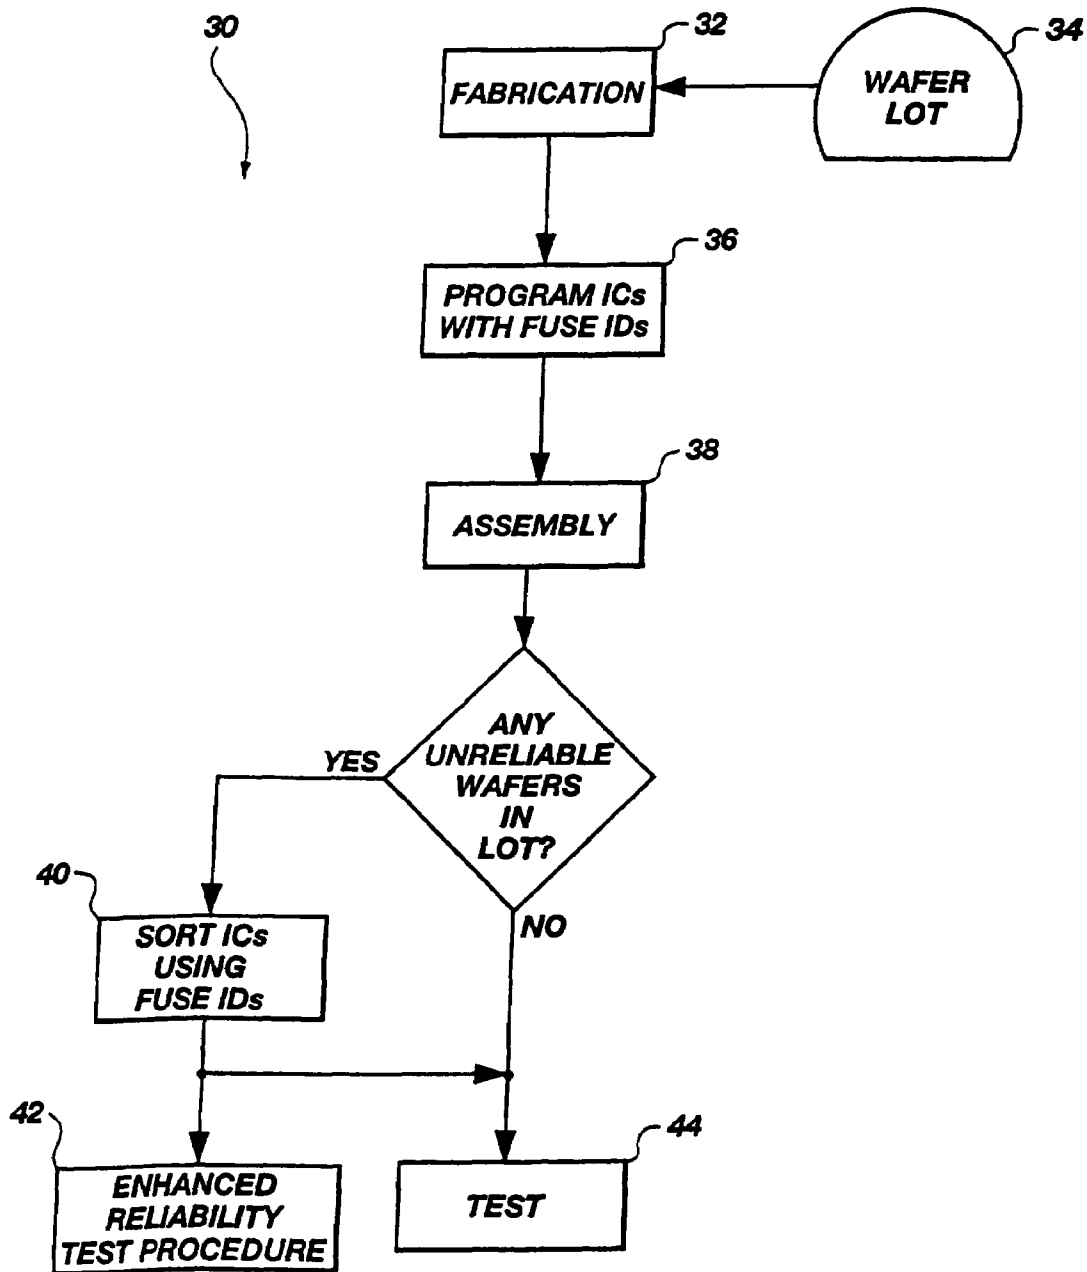 30
32
34
FABRICATION
WAFER
LOT
36
PROGRAM ICs
WITH FUSE IDs
38
ASSEMBLY
ANY
UNRELIABLE
WAFERS
IN
LOT?
YES
NO
40
SORT ICs
USING
FUSE IDs
42
ENHANCED
RELIABILITY
TEST PROCEDURE
44
TEST